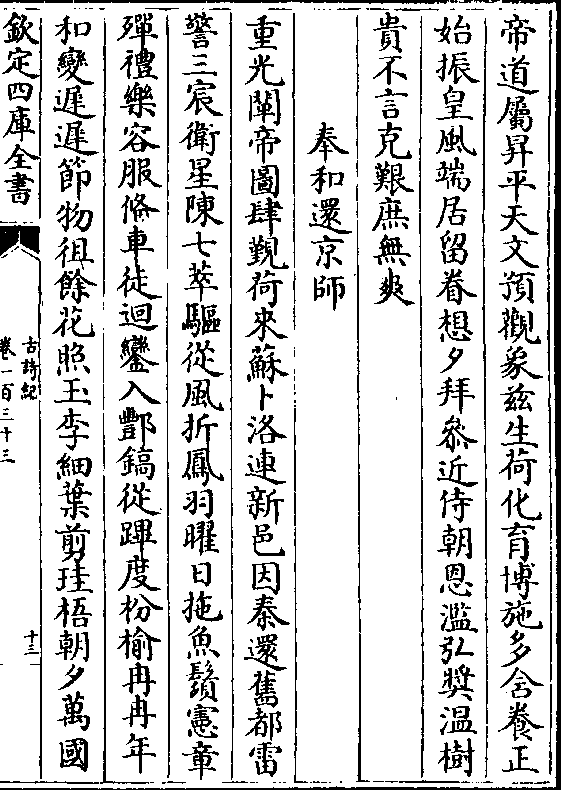 帝道屬昇平天文預觀象兹生荷化育博施多含養正
始振皇風端居留眷想夕拜叅近侍朝恩濫弘奬溫樹
貴不言克艱庶無爽
奉和還京師
重光闡帝圖肆覲荷來蘇卜洛連新邑因秦還舊都雷
警三宸衛星陳七萃驅從風折鳳羽曜日拖魚鬚憲章
殫禮樂容服備車徒迴鑾入酆鎬從蹕度枌榆冉冉年
和變遲遲節物徂餘花照玉李細葉剪珪梧朝夕萬國
欽定四庫全書
古詩紀
卷一百三十三
十三